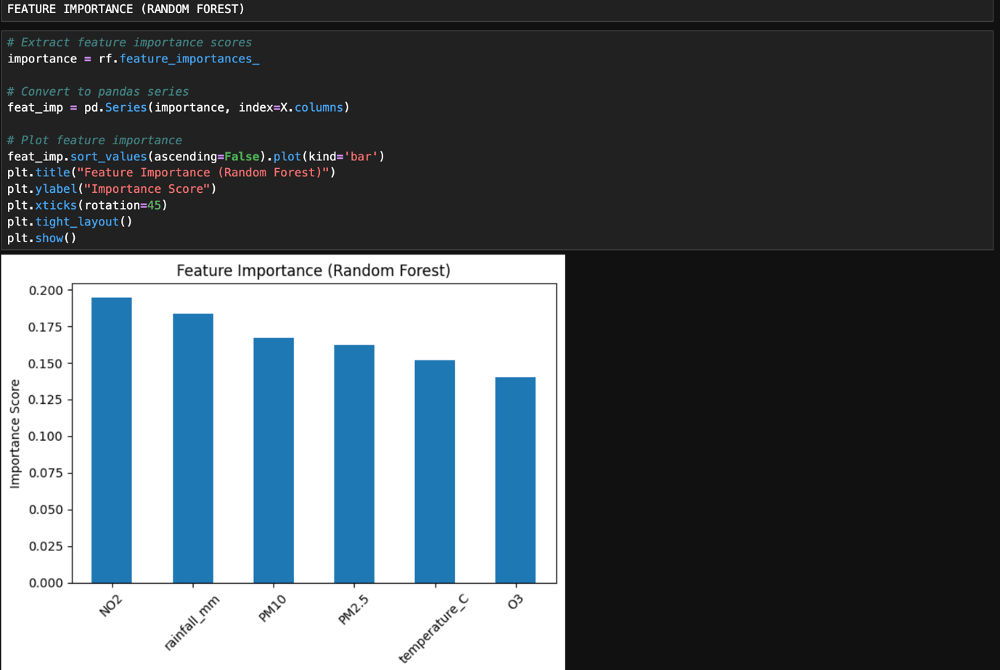 FEATURE IMPORTANCE (RANDOM FOREST)
# Extract feature importance scores
importance = rf.feature_importances_
# Convert to pandas series
feat_imp = pd.Series(importance, index=X.columns)
# Plot feature importance
feat_imp.sort_values(ascending=False).plot(kind='bar')
plt.title("Feature Importance (Random Forest)")
plt.ylabel("Importance Score")
plt.xticks(rotation=45)
plt.tight_layout()
plt.show()
Feature Importance (Random Forest)
Importance Score
0.200
0.175
0.150
0.125
0.100
0.075
0.050
0.025
0.000
NO2
rainfall_mm
PM10
PM2.5
temperature_C
O3